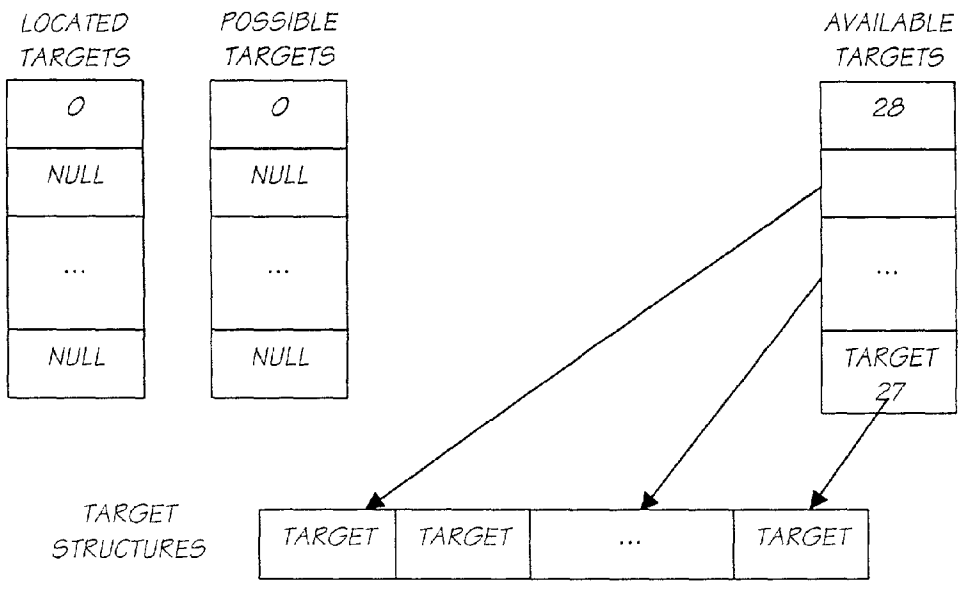 LOCATED
TARGETS
POSSIBLE
TARGETS
AVAILABLE
TARGETS
0
0
28
NULL
NULL
...
...
...
NULL
NULL
TARGET
27
TARGET
STRUCTURES
TARGET
TARGET
...
TARGET